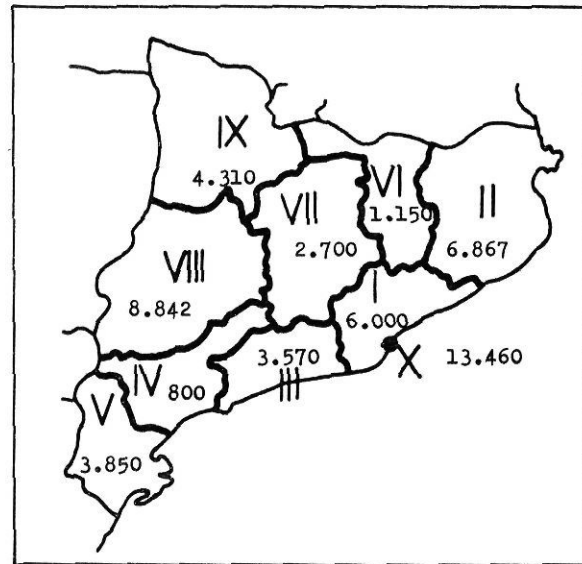 IX
4.310
VI
1.150
VII
2.700
II
6.867
VIII
8.842
I
6.000
X 13.460
3.570
III
IV 800
V
3.850